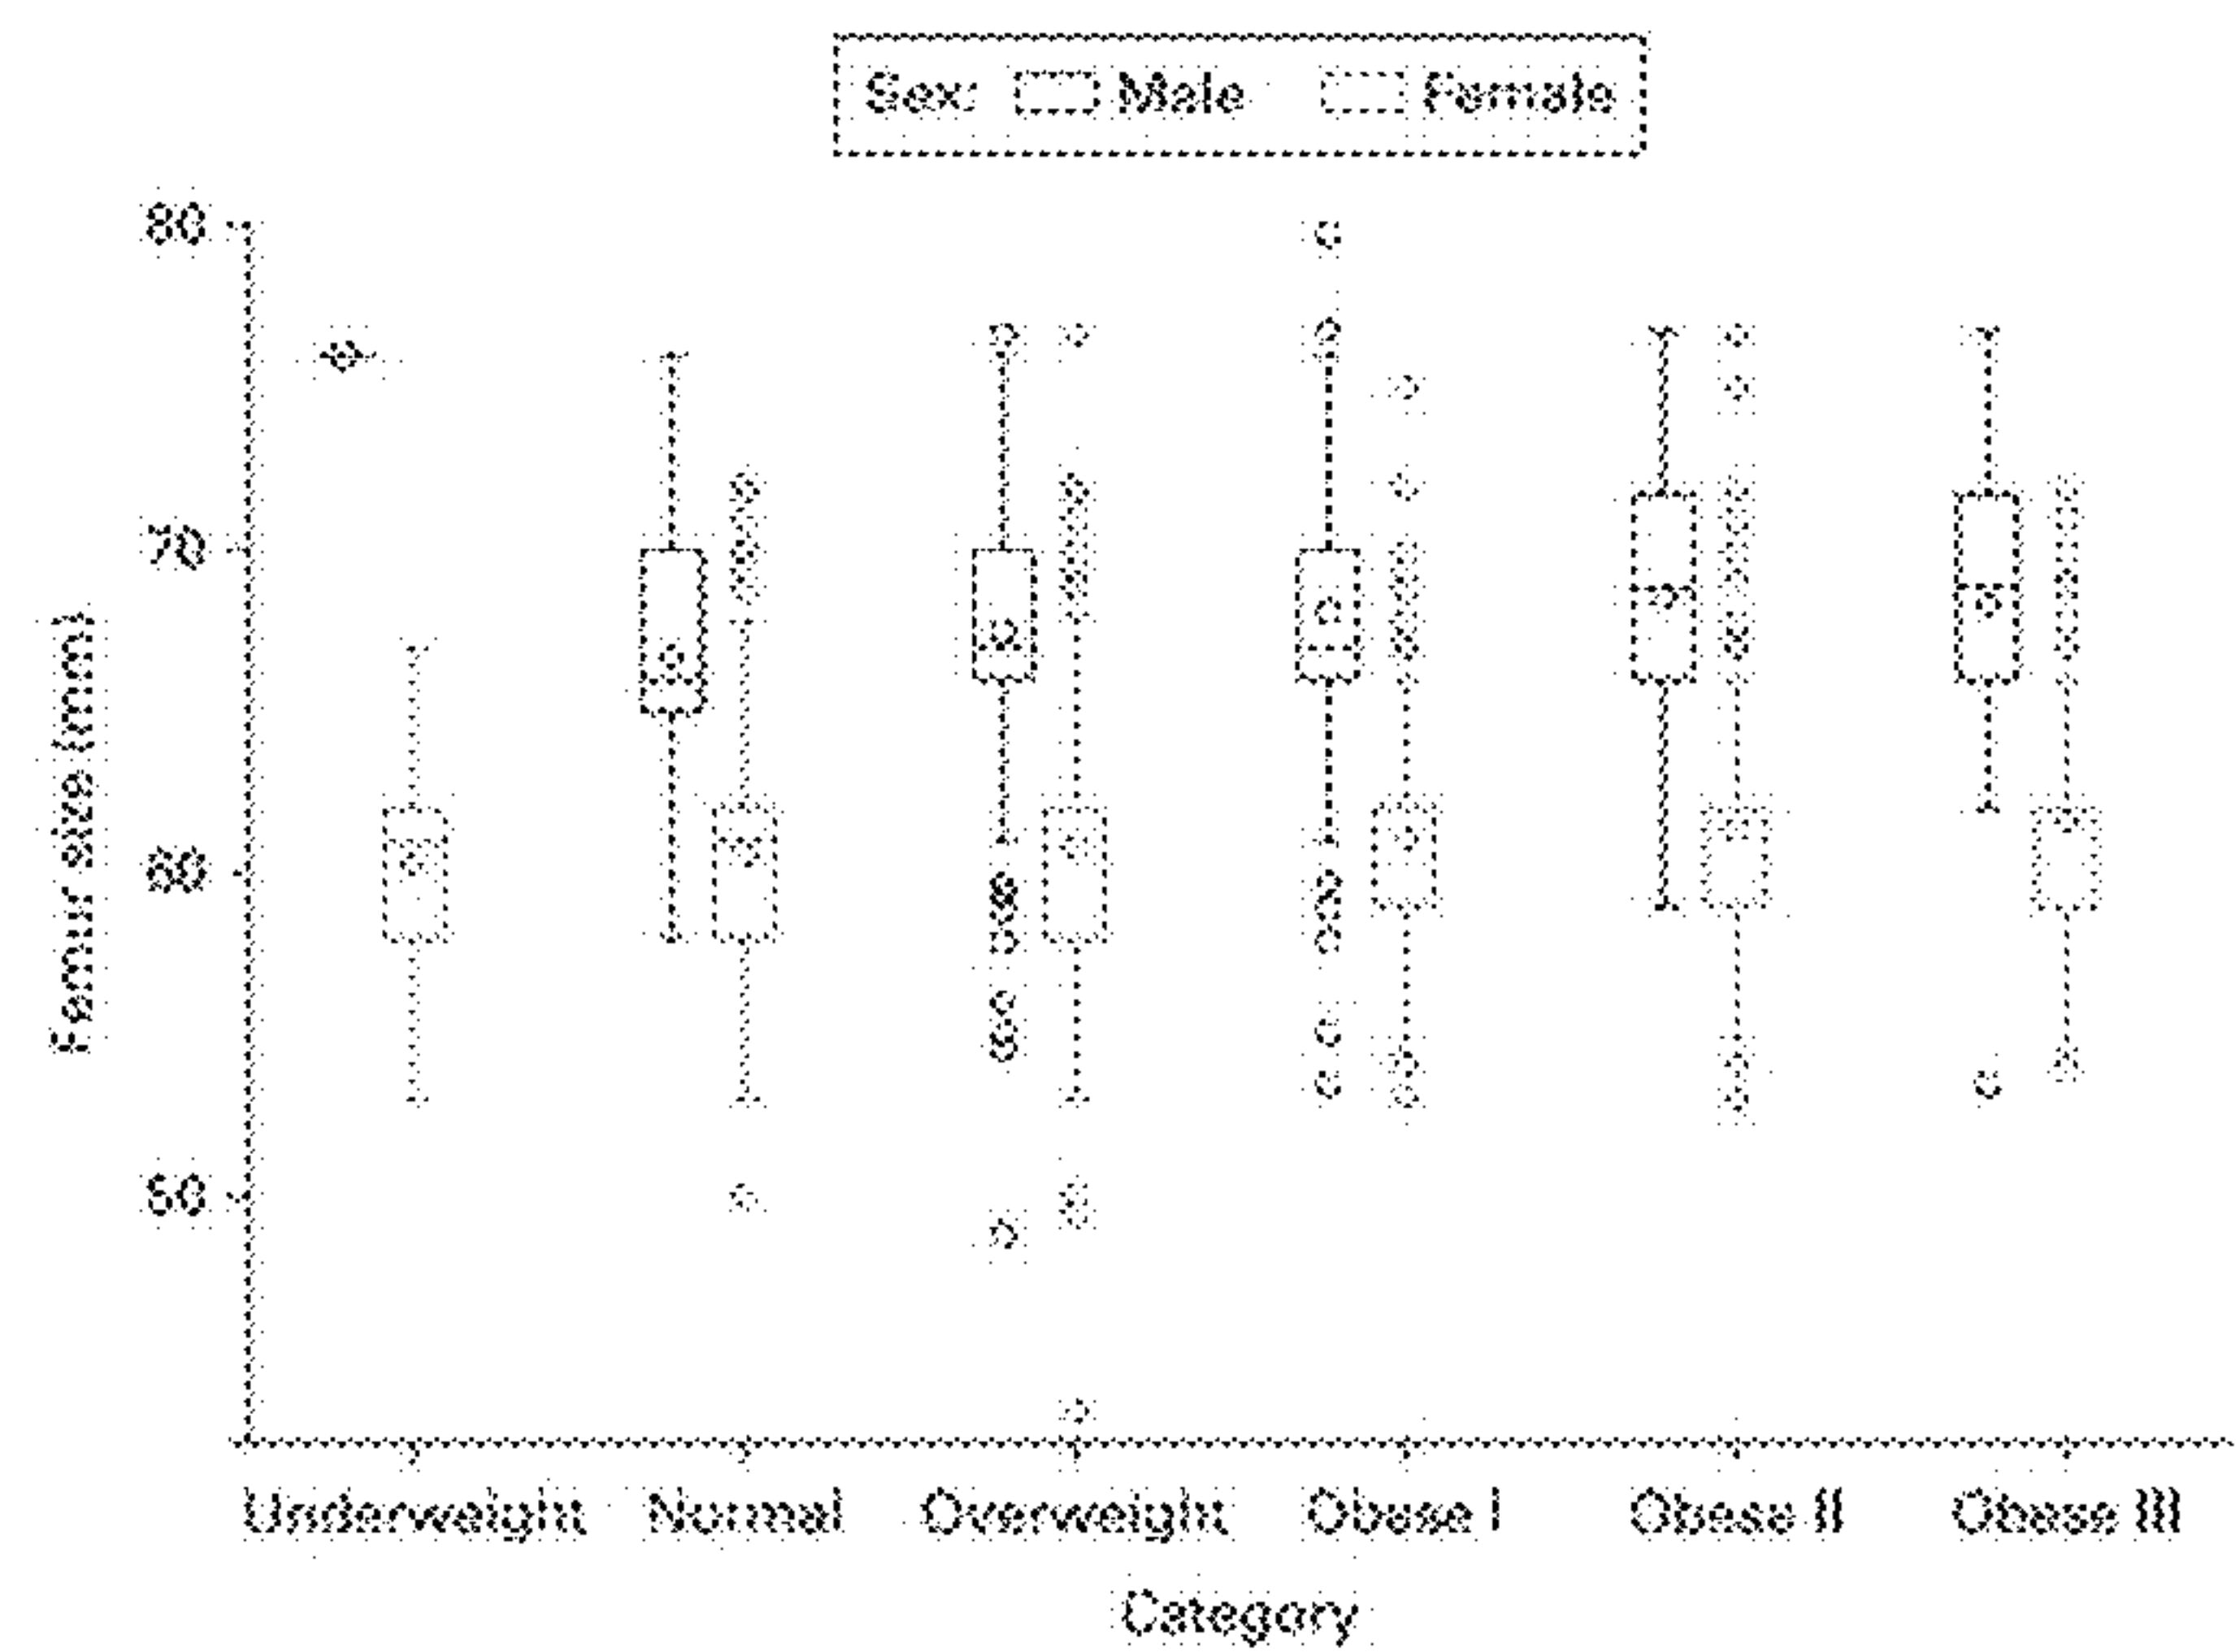 Sex: Male Female
80
70
60
50
Femur size (mm)
Underweight Normal Overweight Obese I Obese II Obese III
Category